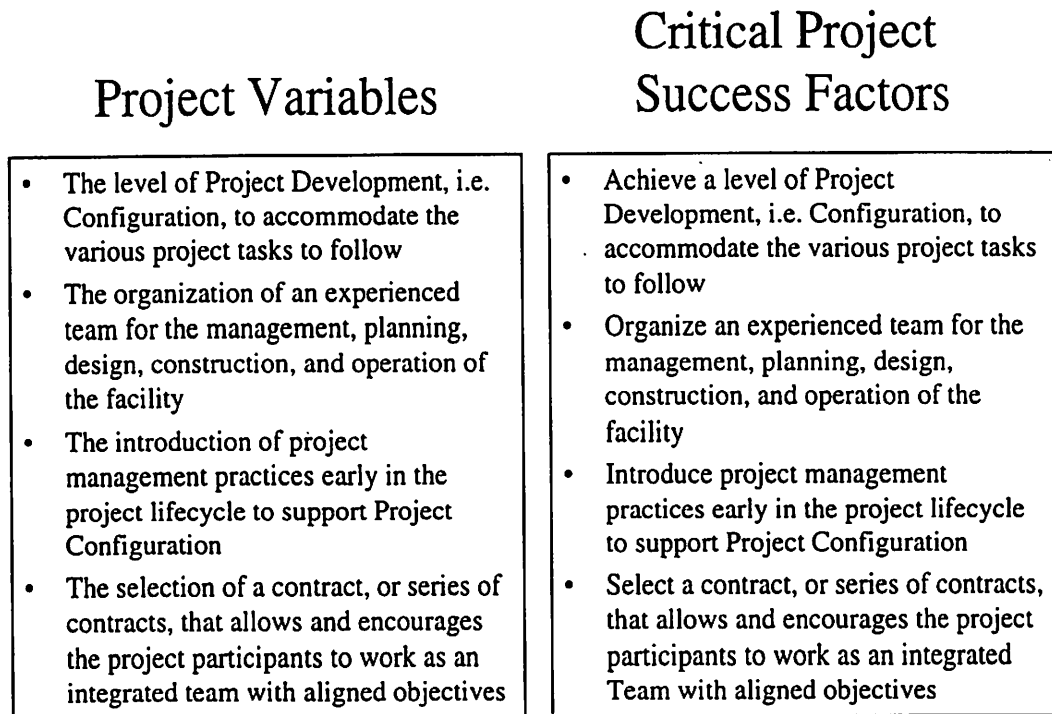 Project Variables
• The level of Project Development, i.e.
Configuration, to accommodate the
various project tasks to follow
• The organization of an experienced
team for the management, planning,
design, construction, and operation of
the facility
• The introduction of project
management practices early in the
project lifecycle to support Project
Configuration
• The selection of a contract, or series of
contracts, that allows and encourages
the project participants to work as an
integrated team with aligned objectives
Critical Project
Success Factors
• Achieve a level of Project
Development, i.e. Configuration, to
accommodate the various project tasks
to follow
• Organize an experienced team for the
management, planning, design,
construction, and operation of the
facility
• Introduce project management
practices early in the project lifecycle
to support Project Configuration
• Select a contract, or series of contracts,
that allows and encourages the project
participants to work as an integrated
Team with aligned objectives